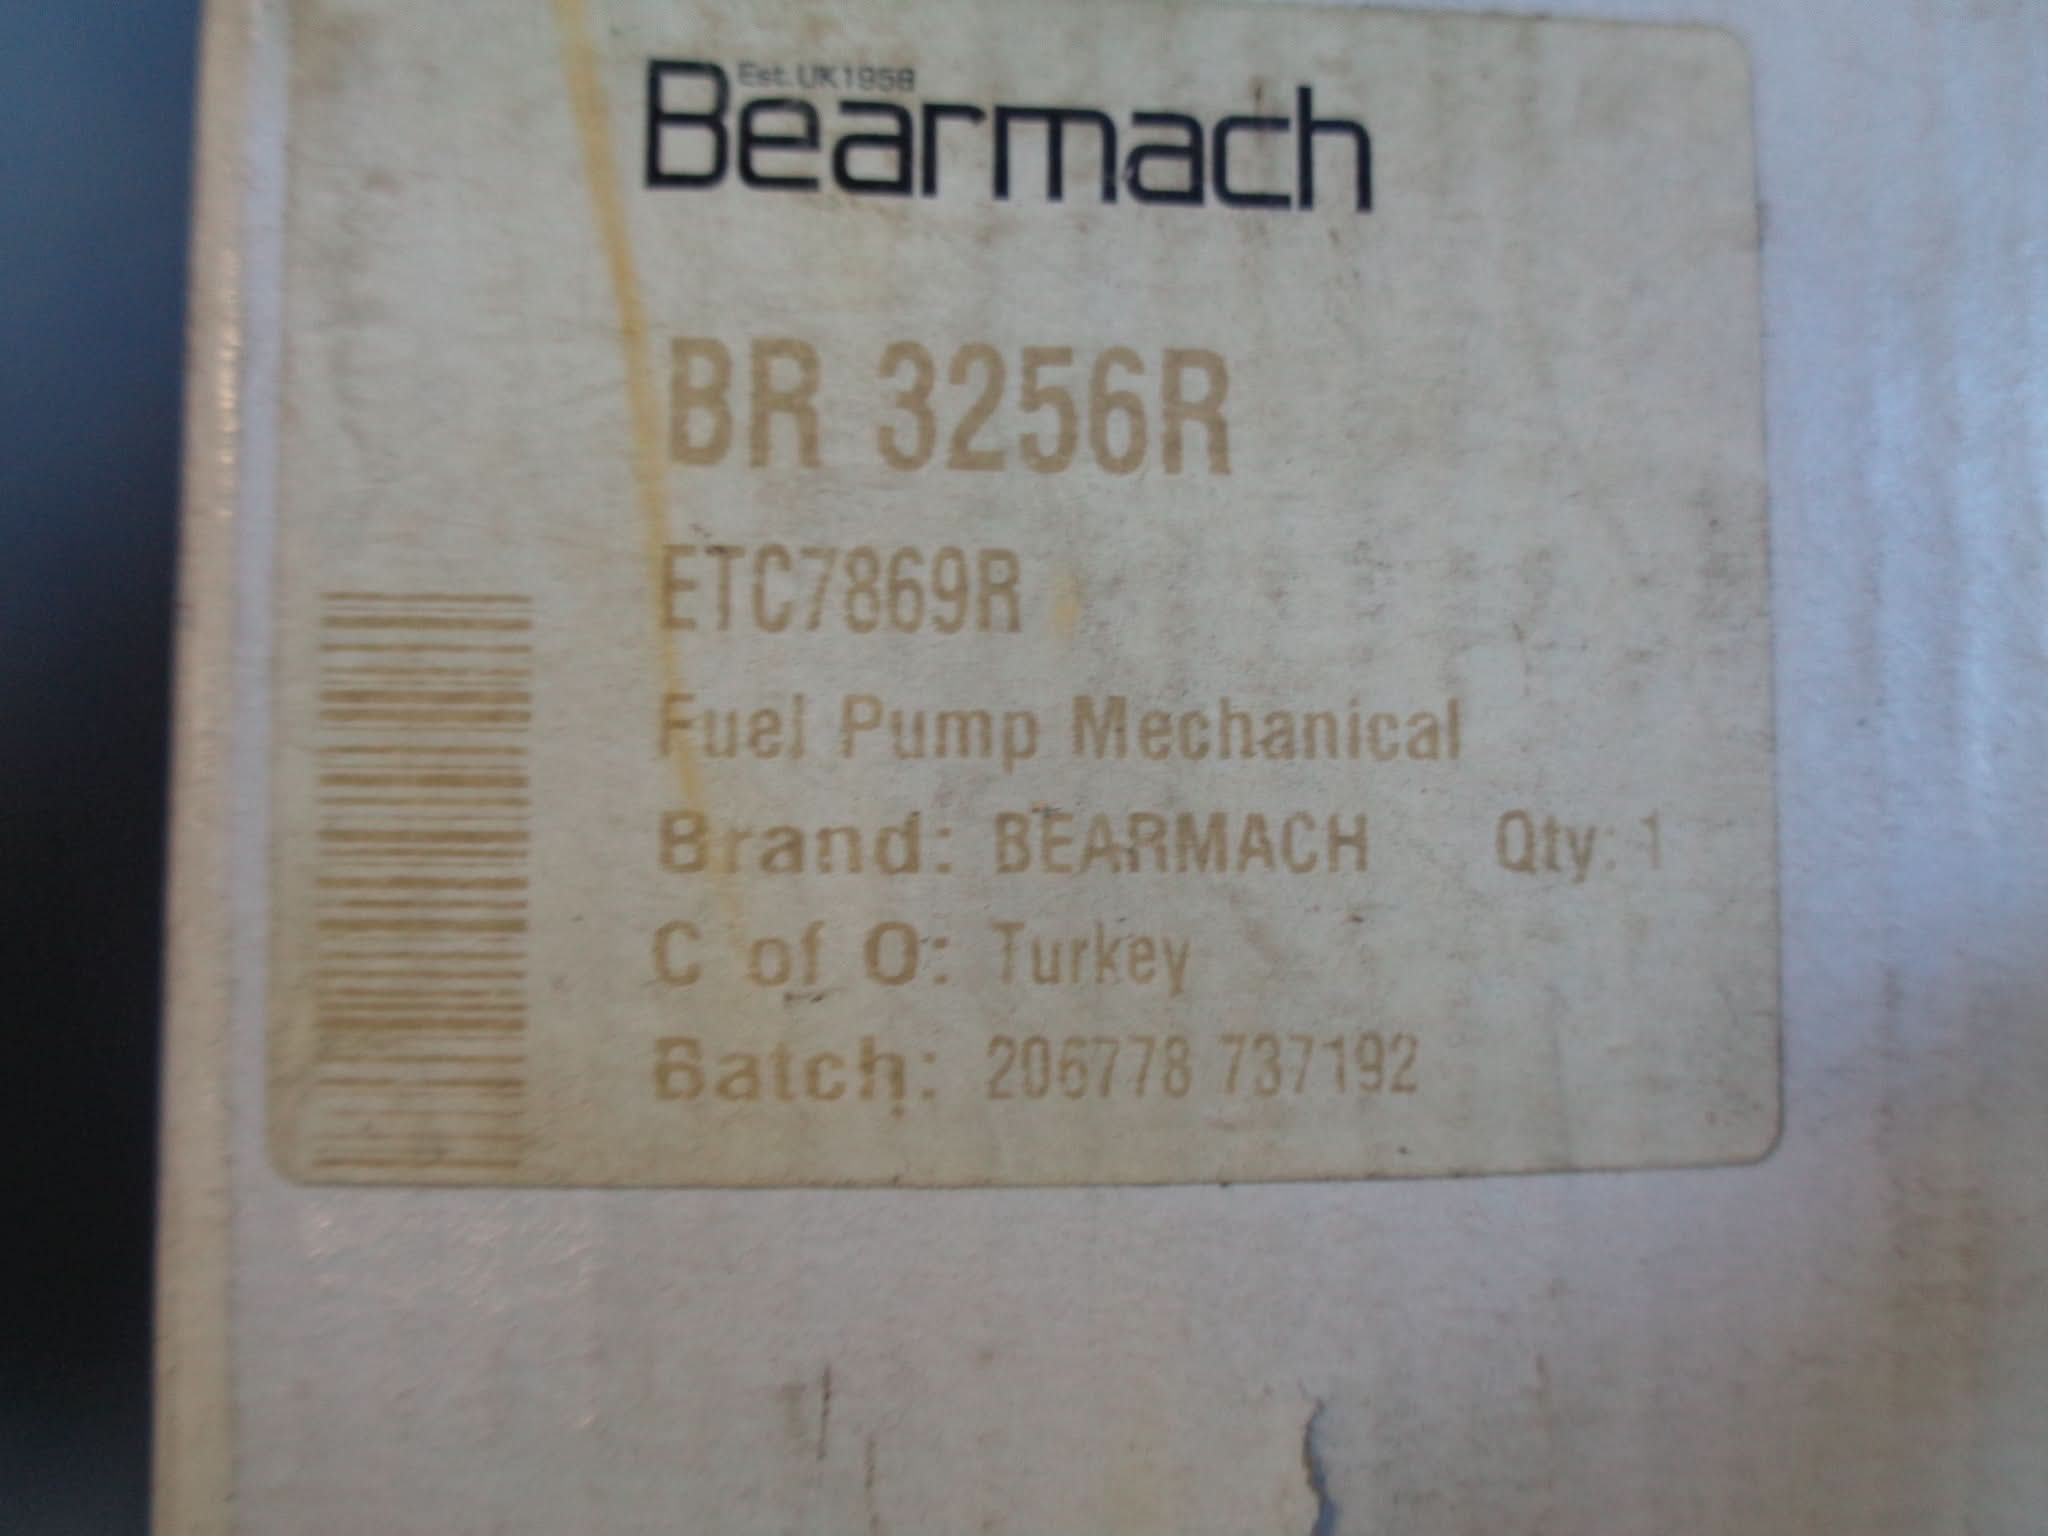 Est. UK1958
Bearmach
BR 3256R
ETC7869R
Fuel Pump Mechanical
Brand: BEARMACH Qty: 1
C of O: Turkey
Batch: 206778 737192